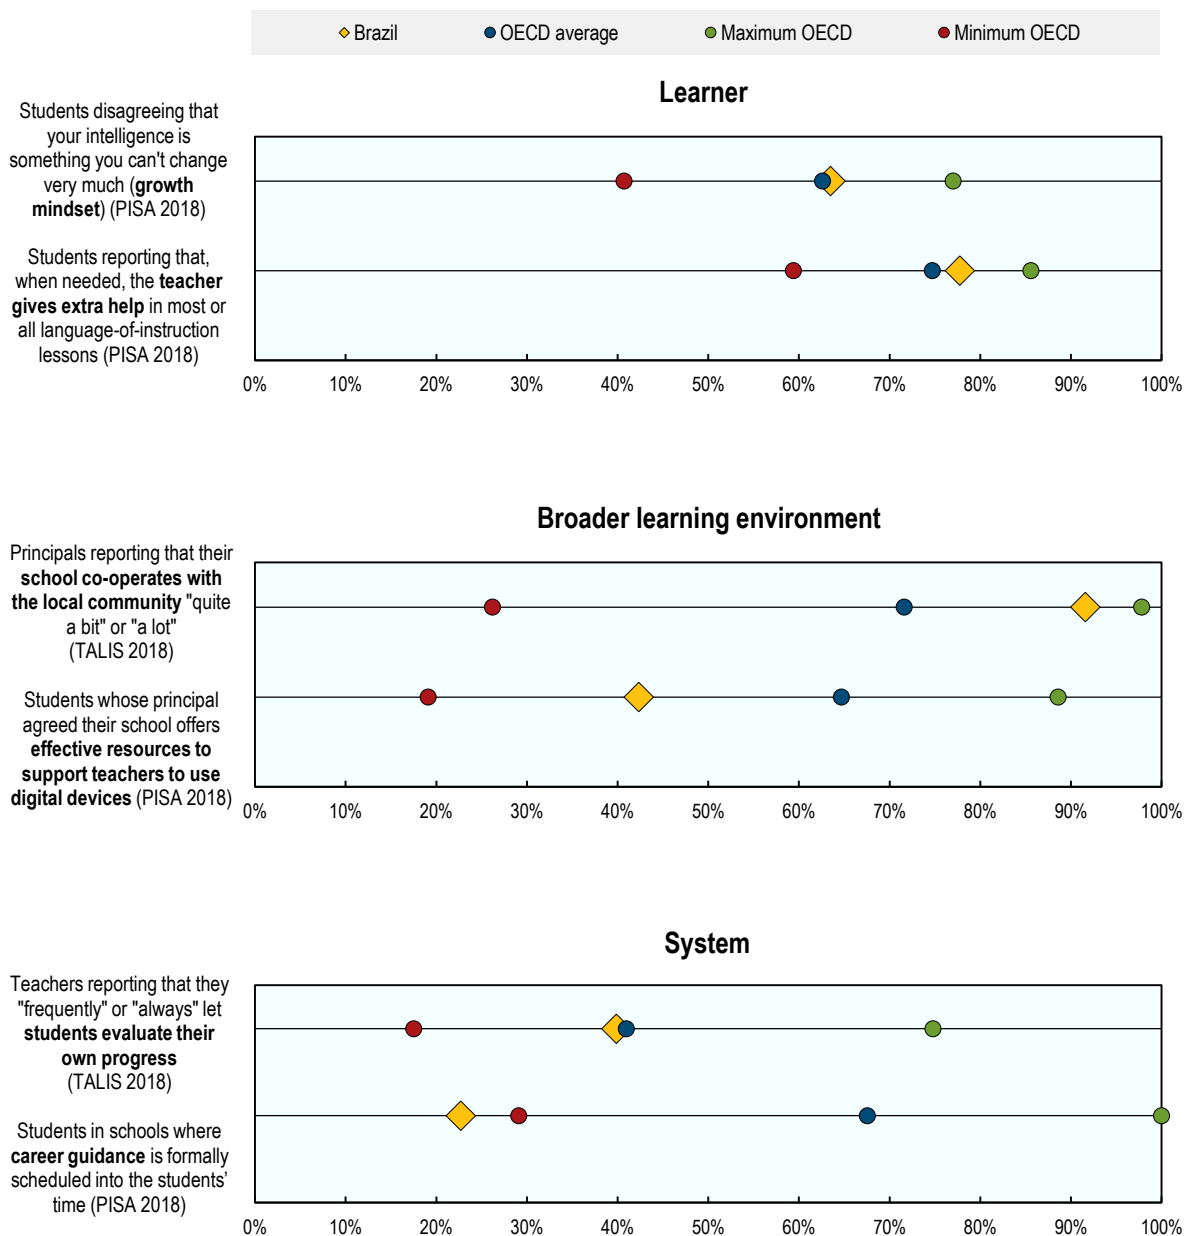 Brazil OECD average Maximum OECD Minimum OECD
Learner
Students disagreeing that
your intelligence is
something you can't change
very much (growth
mindset) (PISA 2018)
Students reporting that,
when needed, the teacher
gives extra help in most or
all language-of-instruction
lessons (PISA 2018)
0% 10% 20% 30% 40% 50% 60% 70% 80% 90% 100%
Broader learning environment
Principals reporting that their
school co-operates with
the local community "quite
a bit" or "a lot"
(TALIS 2018)
Students whose principal
agreed their school offers
effective resources to
support teachers to use
digital devices (PISA 2018)
0% 10% 20% 30% 40% 50% 60% 70% 80% 90% 100%
System
Teachers reporting that they
"frequently" or "always" let
students evaluate their
own progress
(TALIS 2018)
Students in schools where
career guidance is formally
scheduled into the students’
time (PISA 2018)
0% 10% 20% 30% 40% 50% 60% 70% 80% 90% 100%